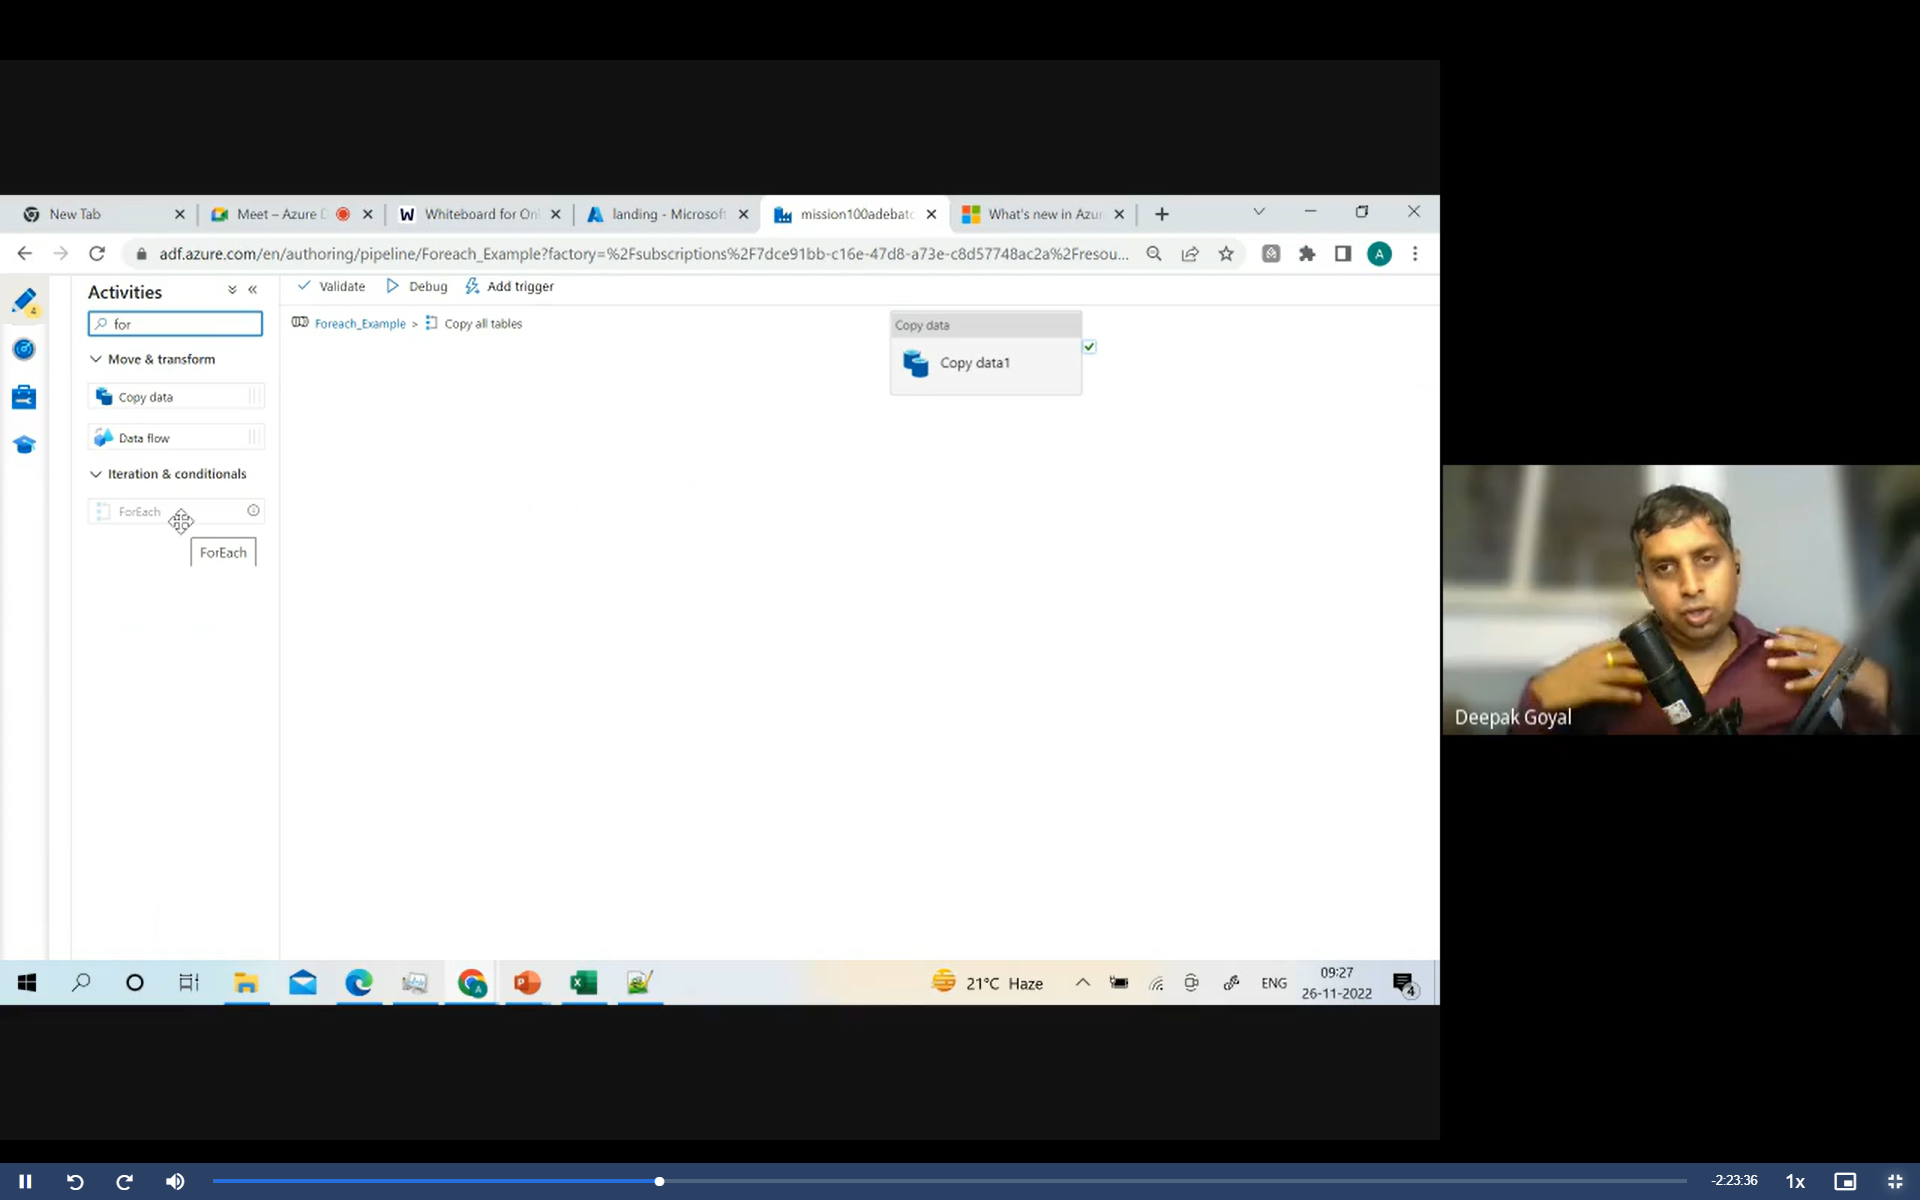 New Tab
Meet – Azure D
W Whiteboard for Onl
landing - Microsoft
mission100adebatc
What's new in Azur
adf.azure.com/en/authoring/pipeline/Foreach_Example?factory=%2Fsubscriptions%2F7dce91bb-c16e-47d8-a73e-c8d57748ac2a%2Fresou...
A
4
Activities
Validate
Debug
Add trigger
for
Foreach_Example > Copy all tables
Copy data
Copy data1
Move & transform
Copy data
Data flow
Iteration & conditionals
ForEach
ForEach
Deepak Goyal
21°C Haze
ENG
09:27
26-11-2022
4
-2:23:36
1x